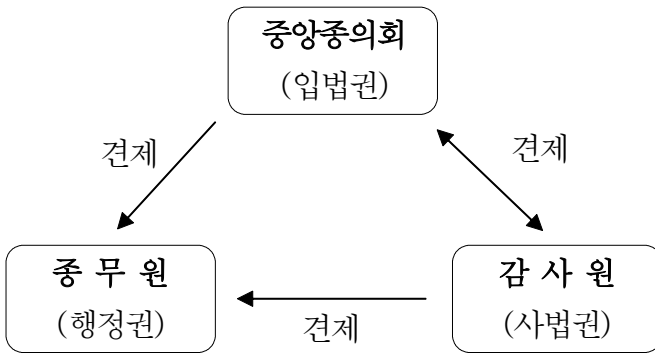 중앙종의회
(입법권)
견제
견제
종 무 원
(행정권)
감 사 원
(사법권)
견제